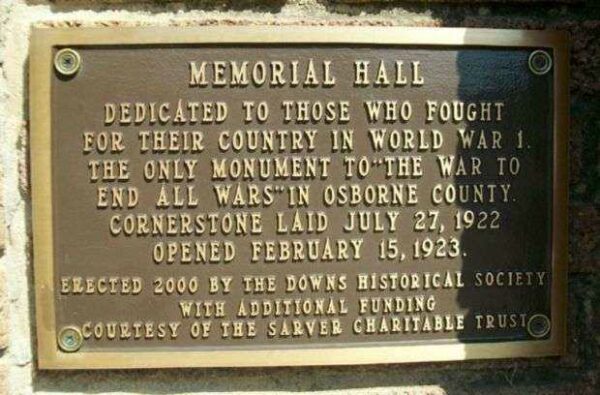 MEMORIAL HALL
DEDICATED TO THOSE WHO FOUGHT
FOR THEIR COUNTRY IN WORLD WAR 1.
THE ONLY MONUMENT TO "THE WAR TO
END ALL WARS" IN OSBORNE COUNTY.
CORNERSTONE LAID JULY 27, 1922
OPENED FEBRUARY 15, 1923.
ERECTED 2000 BY THE DOWNS HISTORICAL SOCIETY
WITH ADDITIONAL FUNDING
COURTESY OF THE SARVER CHARITABLE TRUST